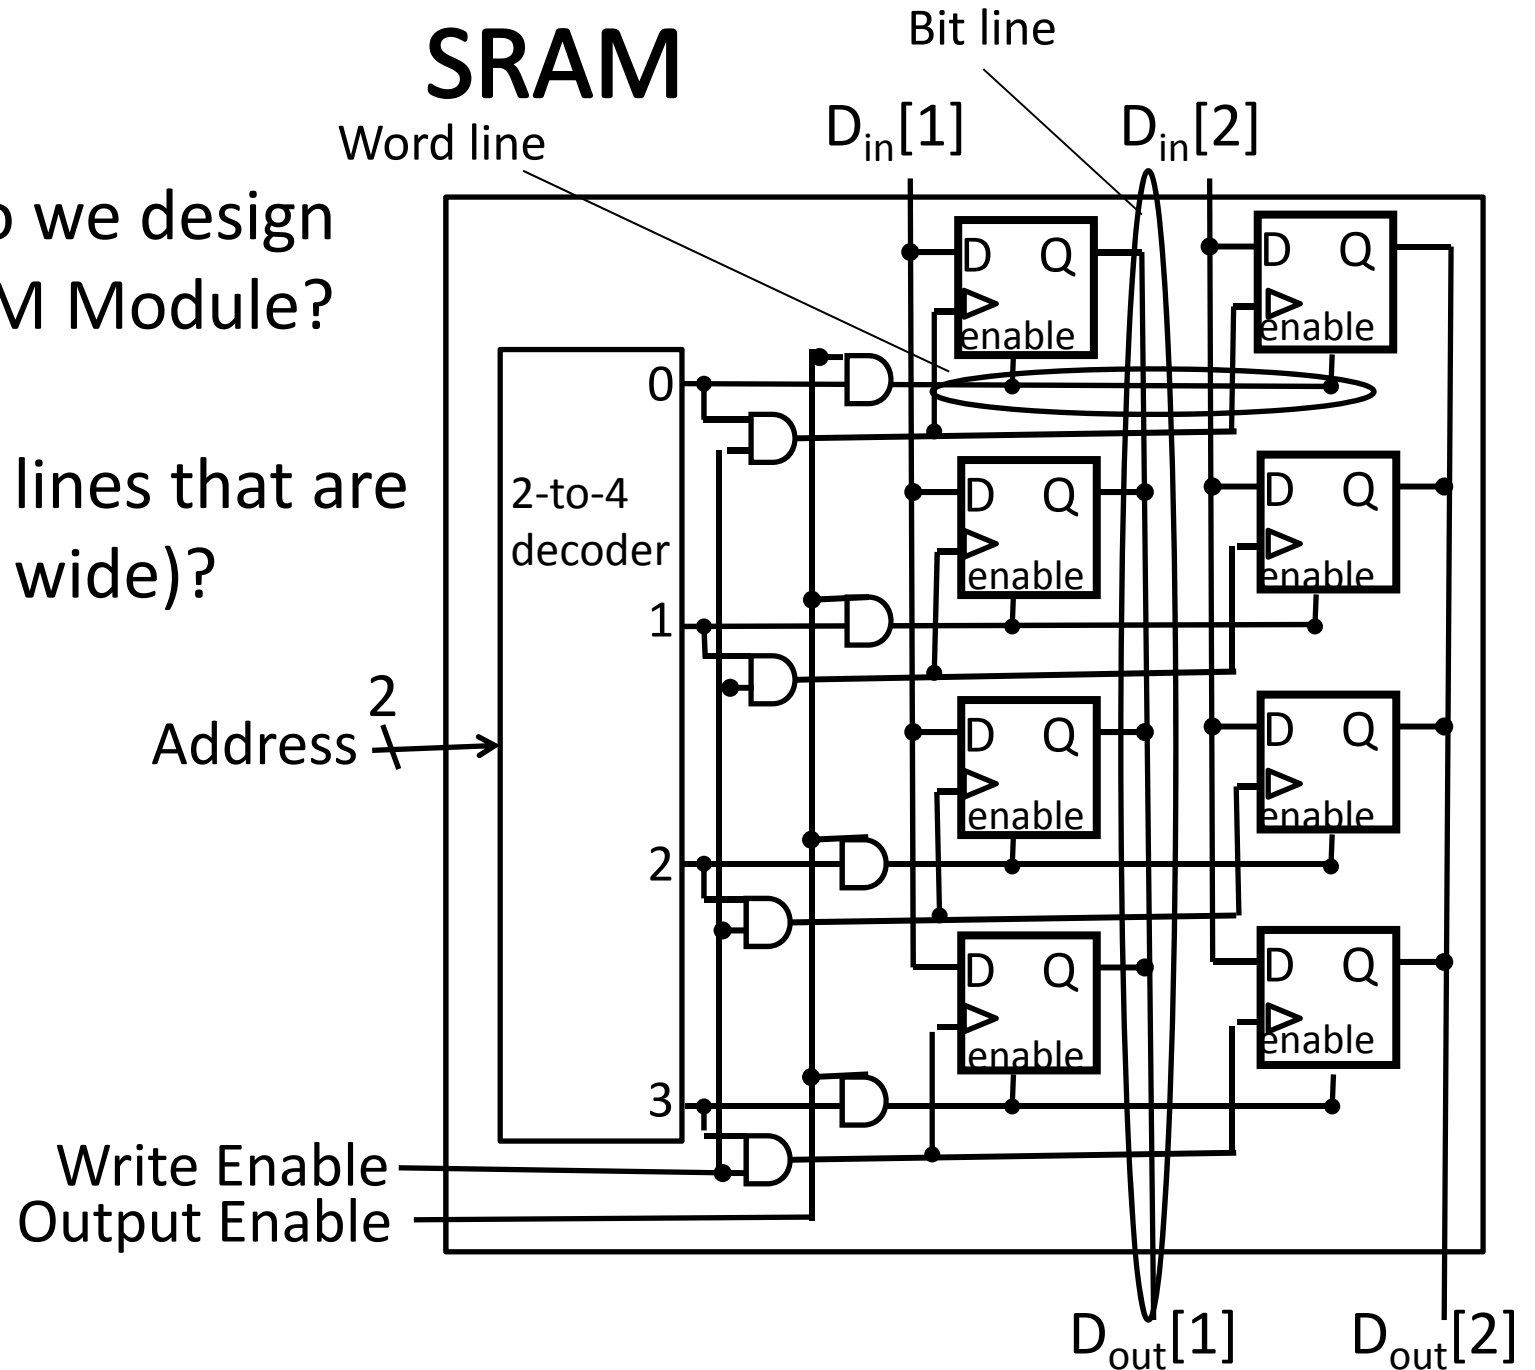 SRAM
Bit line
Word line
D_in[1]
D_in[2]
we design
Module?
lines that are
wide)?
D Q
enable
D Q
enable
0
2-to-4
decoder
D Q
enable
D Q
enable
1
2
Address
D Q
enable
D Q
enable
2
D Q
enable
D Q
enable
3
Write Enable
Output Enable
D_out[1]
D_out[2]